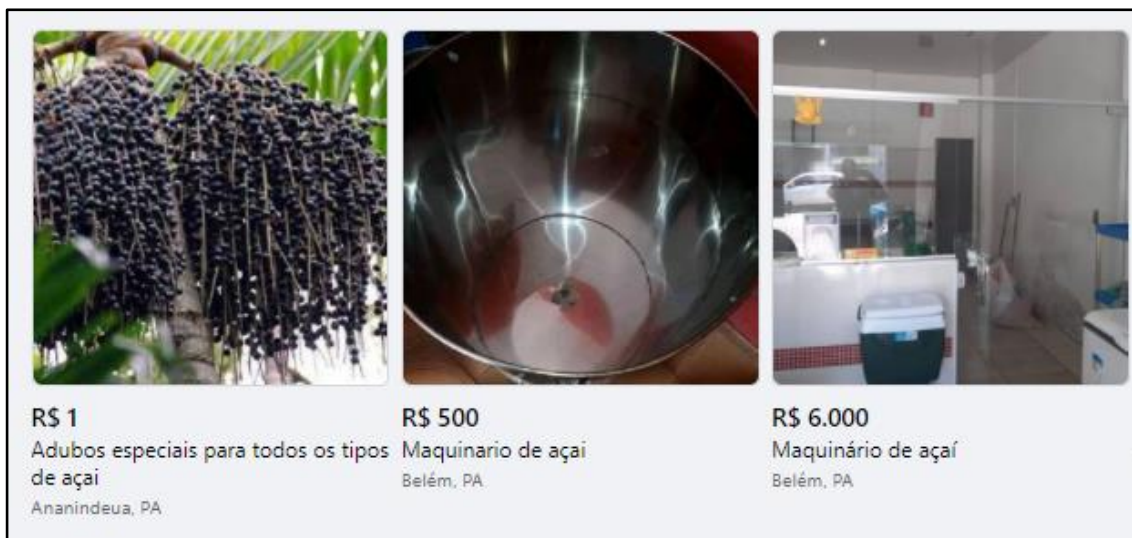 R$ 1
Adubos especiais para todos os tipos
de açai
Ananindeua, PA
R$ 500
Maquinario de açai
Belém, PA
R$ 6.000
Maquinário de açaí
Belém, PA